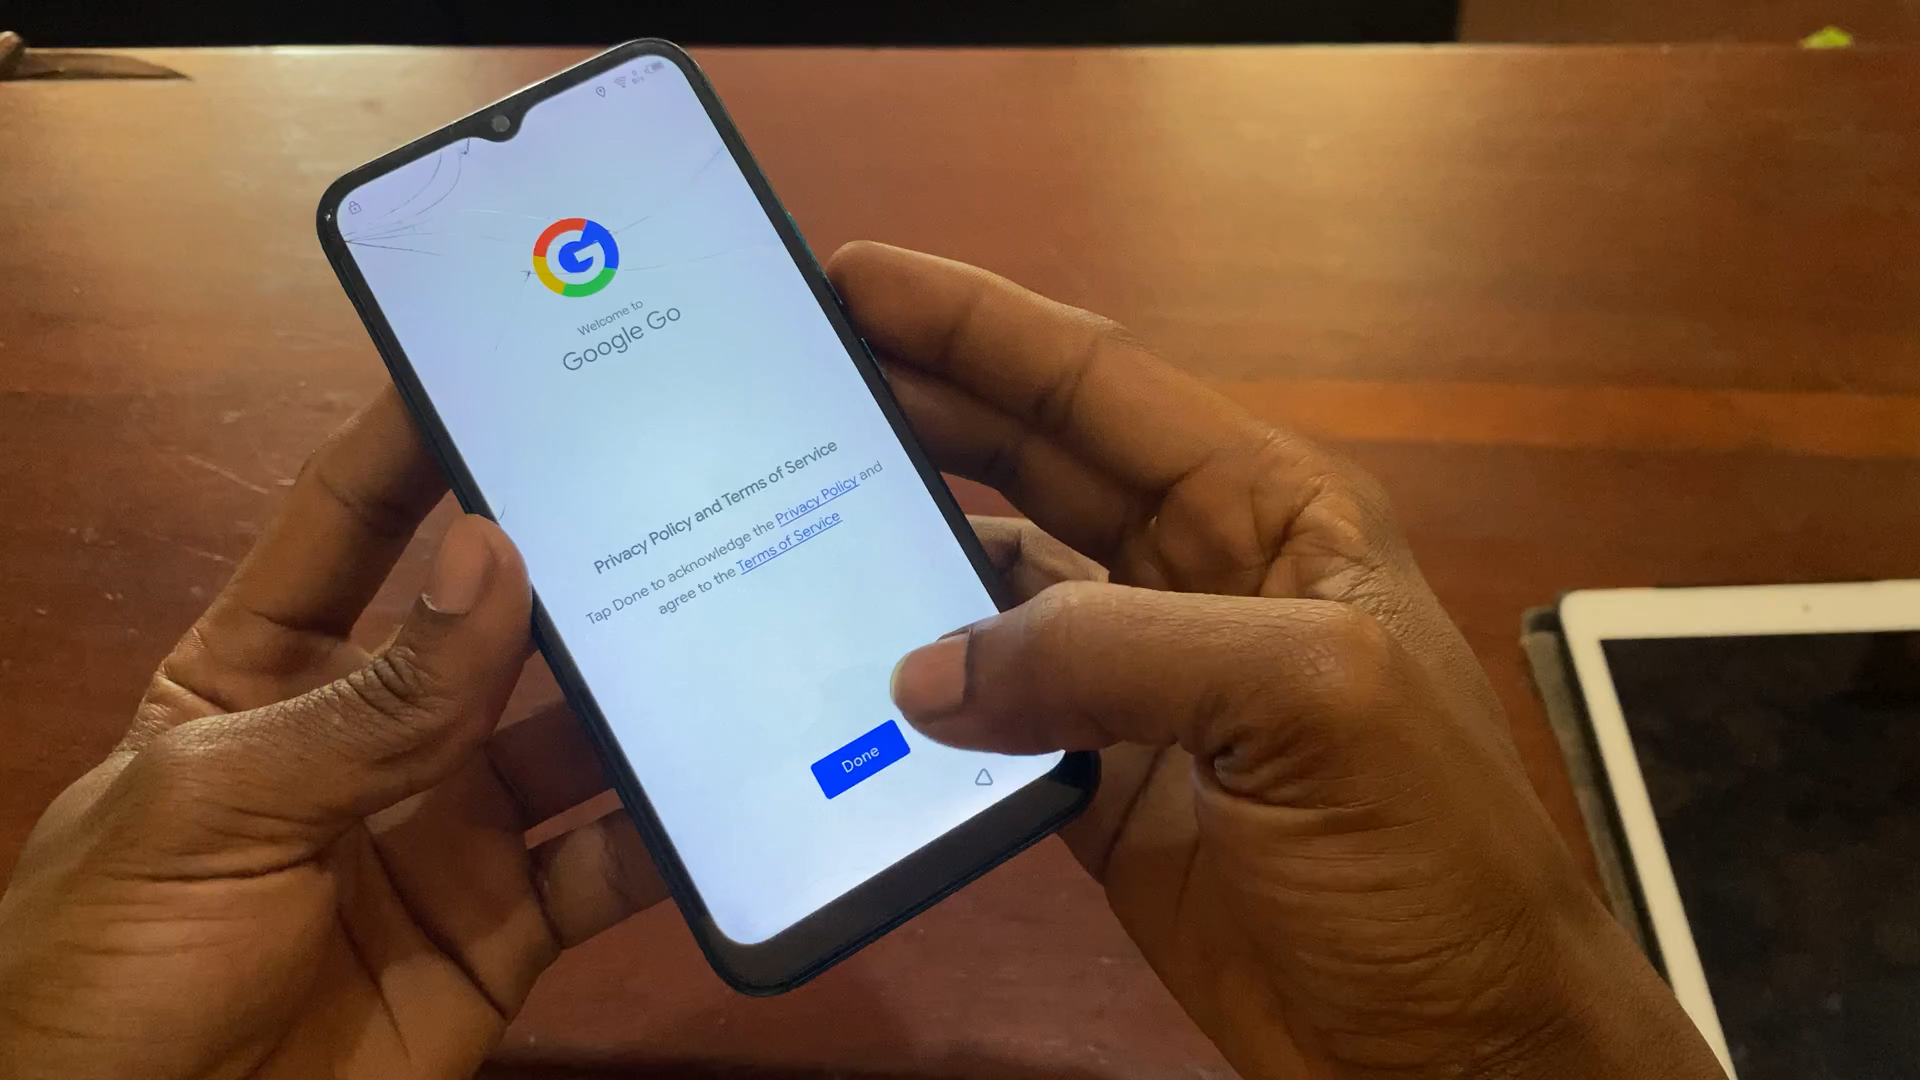 Welcome to
Google Go
Privacy Policy and Terms of Service
Tap Done to acknowledge the Privacy Policy and
agree to the Terms of Service
Done